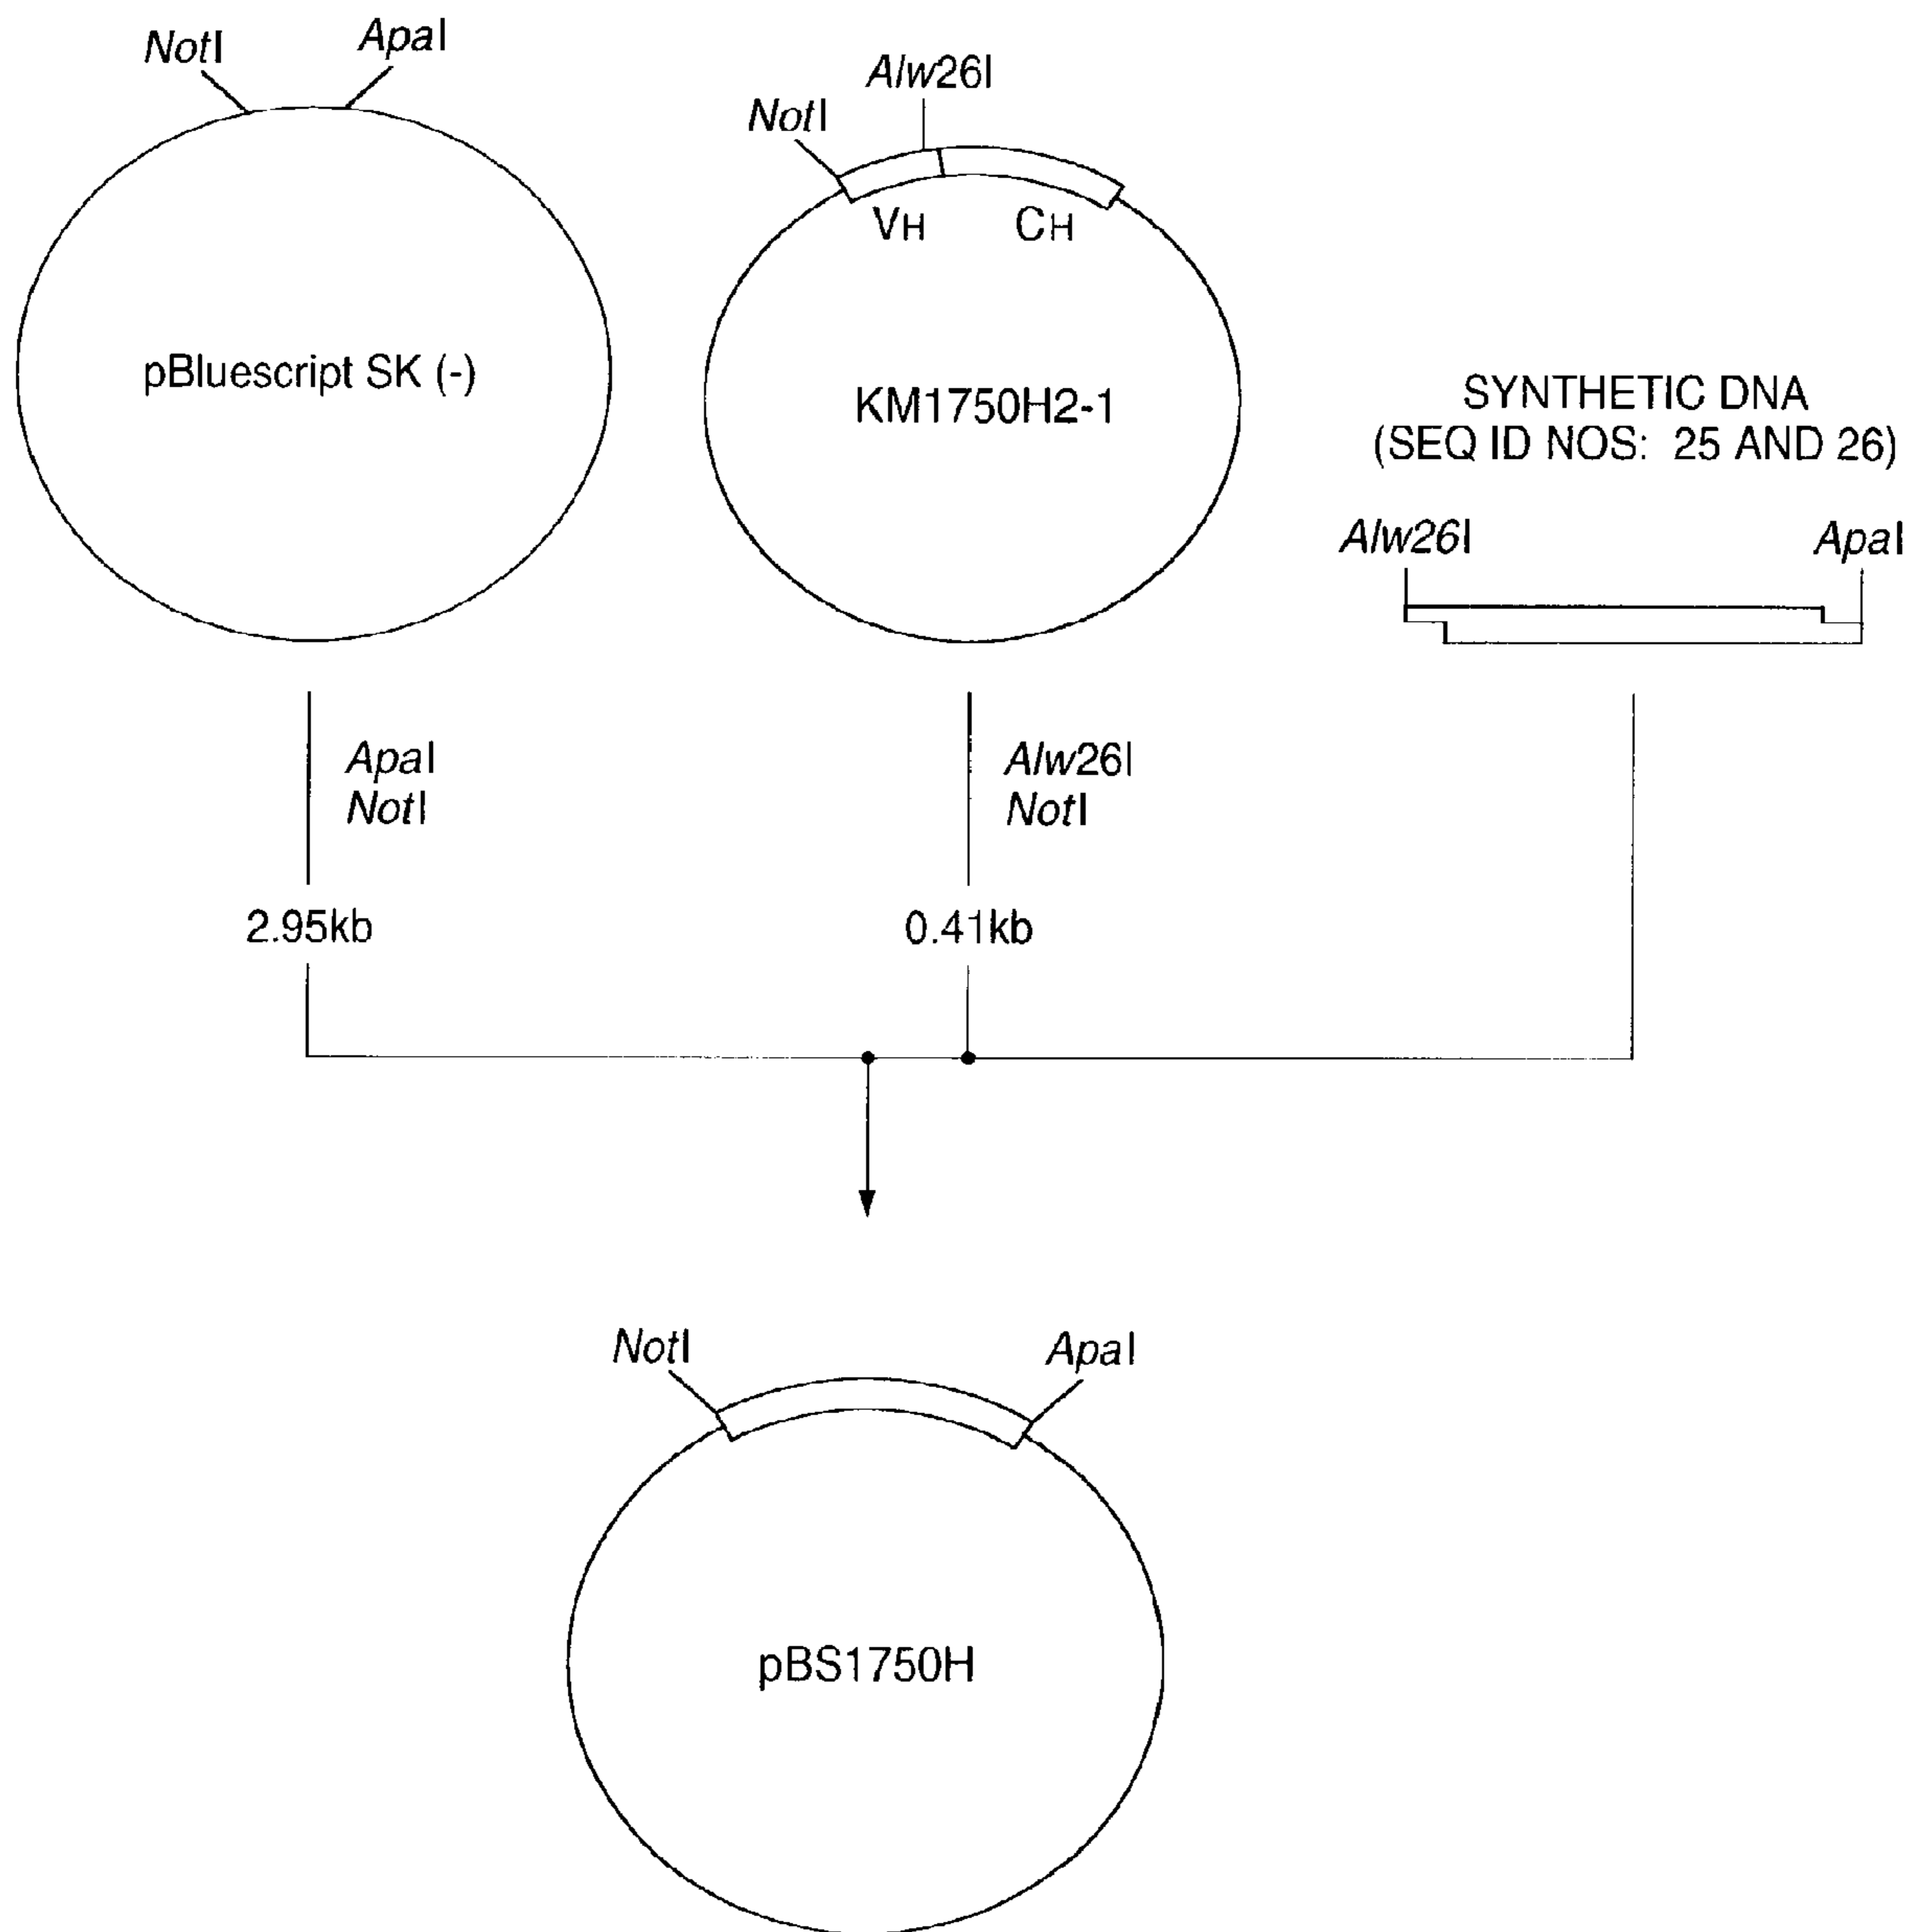 NotI
ApaI
Alw26I
NotI
VH
CH
pBluescript SK (-)
KM1750H2-1
SYNTHETIC DNA
(SEQ ID NOS: 25 AND 26)
Alw26I
ApaI
ApaI
NotI
Alw26I
NotI
2.95kb
0.41kb
NotI
ApaI
pBS1750H